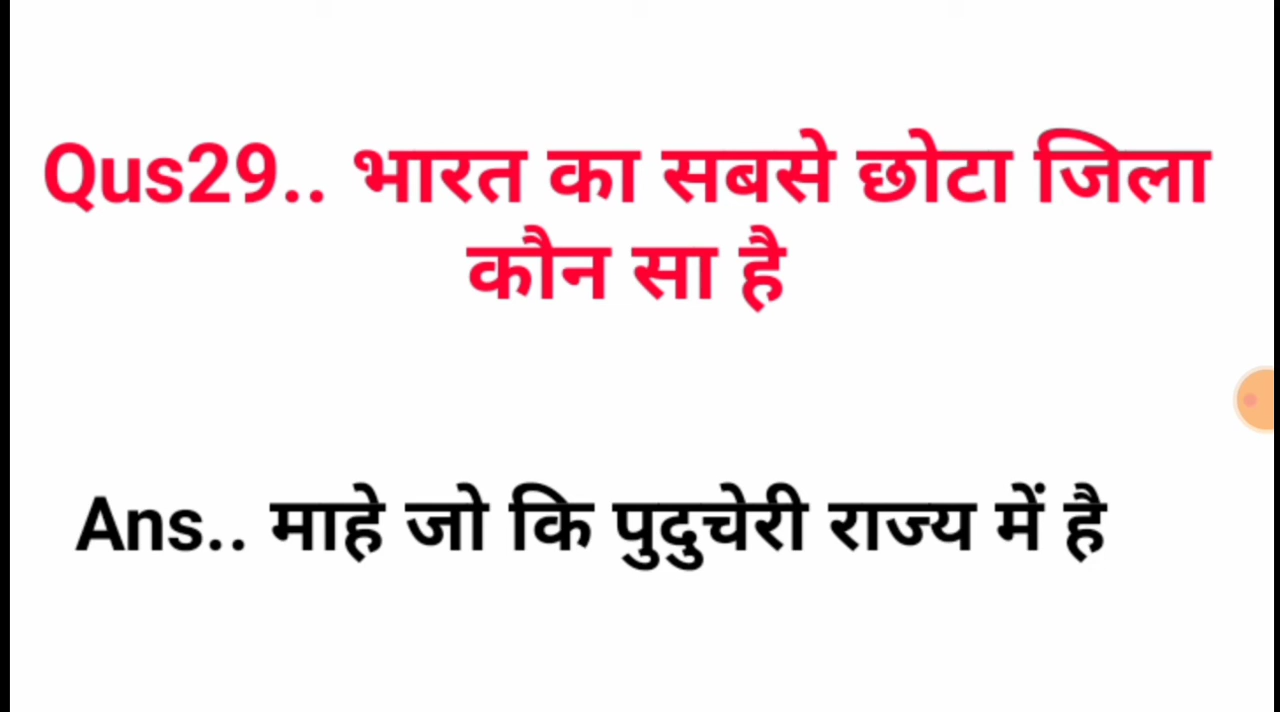 Qus29.. भारत का सबसे छोटा जिला
कौन सा है
Ans.. माहे जो कि पुदुचेरी राज्य में है